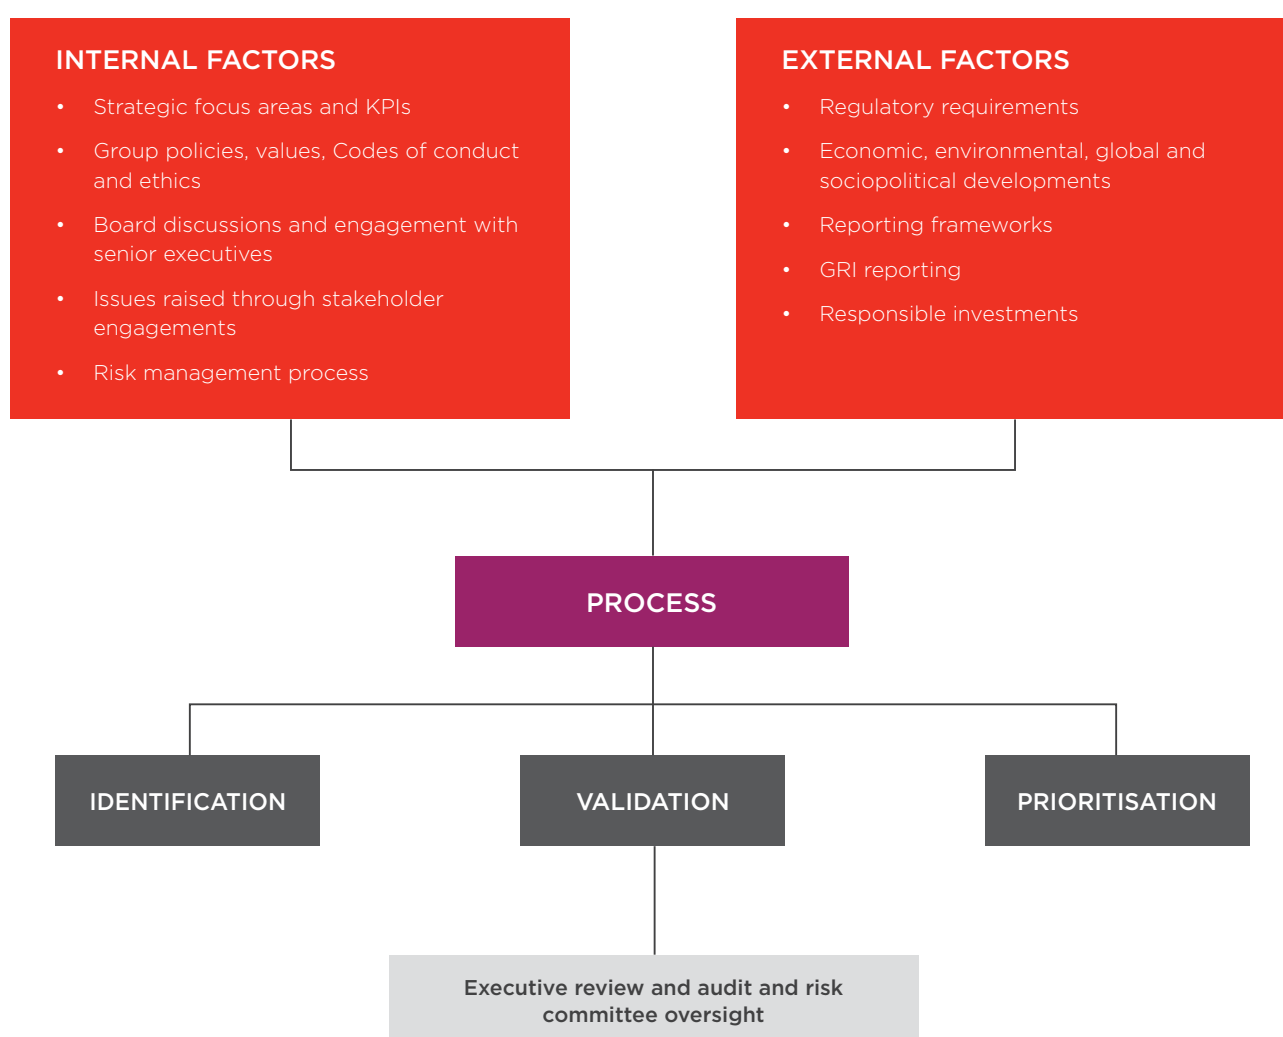 INTERNAL FACTORS
• Strategic focus areas and KPIs
• Group policies, values, Codes of conduct
and ethics
• Board discussions and engagement with
senior executives
• Issues raised through stakeholder
engagements
• Risk management process
EXTERNAL FACTORS
• Regulatory requirements
• Economic, environmental, global and
sociopolitical developments
• Reporting frameworks
• GRI reporting
• Responsible investments
PROCESS
IDENTIFICATION
VALIDATION
PRIORITISATION
Executive review and audit and risk
committee oversight